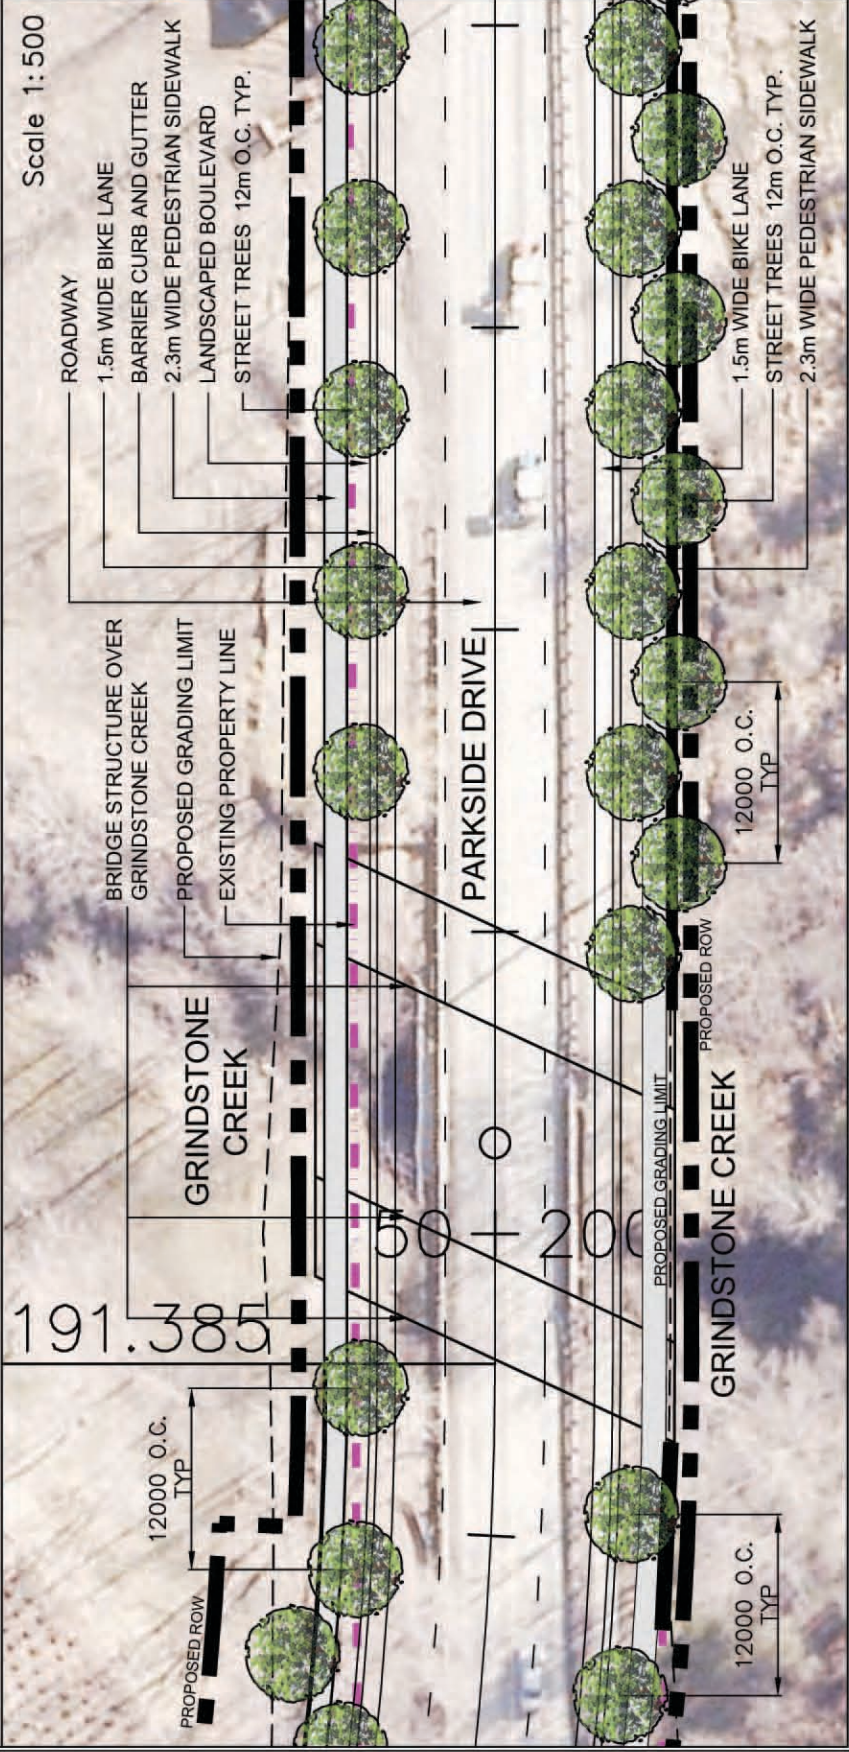 Scale 1:500
ROADWAY
1.5m WIDE BIKE LANE
BARRIER CURB AND GUTTER
2.3m WIDE PEDESTRIAN SIDEWALK
LANDSCAPED BOULEVARD
STREET TREES 12m O.C. TYP.
BRIDGE STRUCTURE OVER
GRINDSTONE CREEK
PROPOSED GRADING LIMIT
EXISTING PROPERTY LINE
GRINDSTONE
CREEK
191.385
12000 O.C.
TYP
PROPOSED ROW
PARKSIDE DRIVE
50
200
PROPOSED GRADING LIMIT
PROPOSED ROW
GRINDSTONE CREEK
12000 O.C.
TYP
12000 O.C.
TYP
1.5m WIDE BIKE LANE
STREET TREES 12m O.C. TYP.
2.3m WIDE PEDESTRIAN SIDEWALK